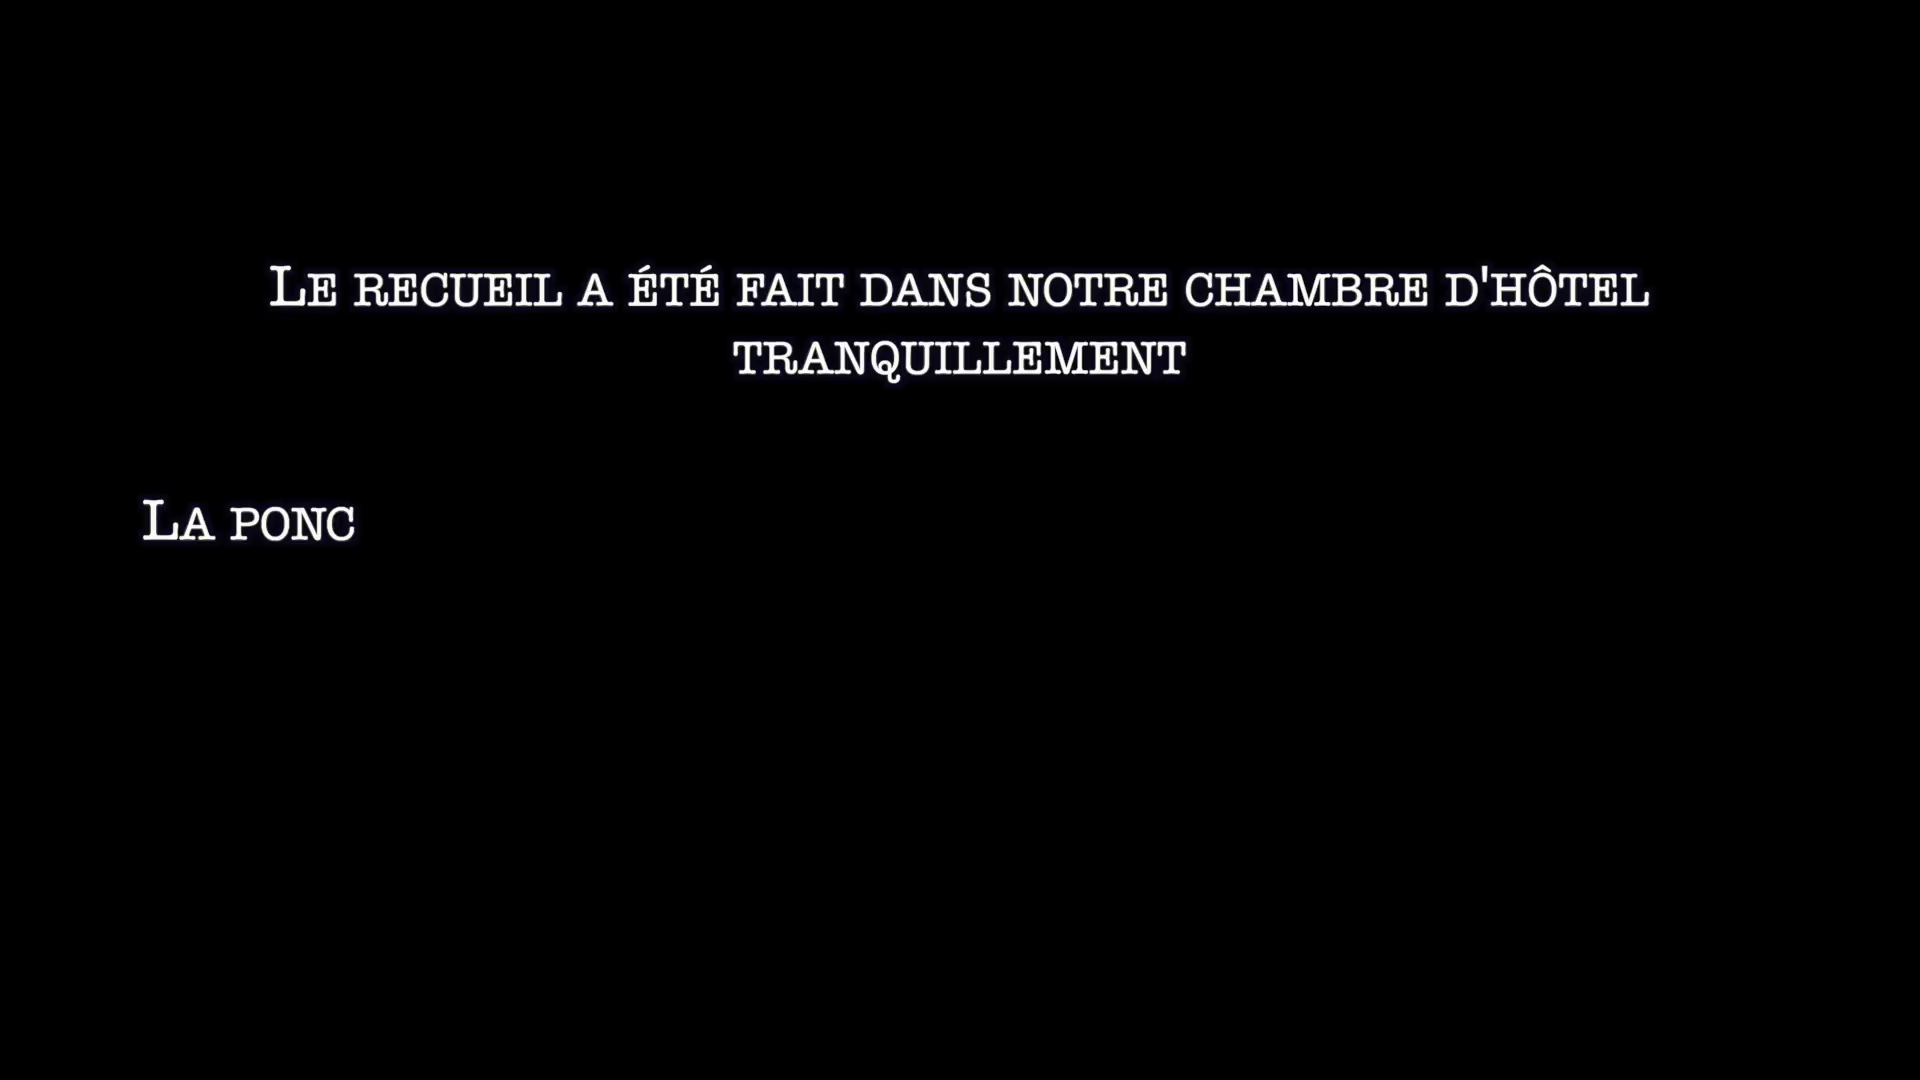 Le recueil a été fait dans notre chambre d'hôtel
tranquillement
La ponc